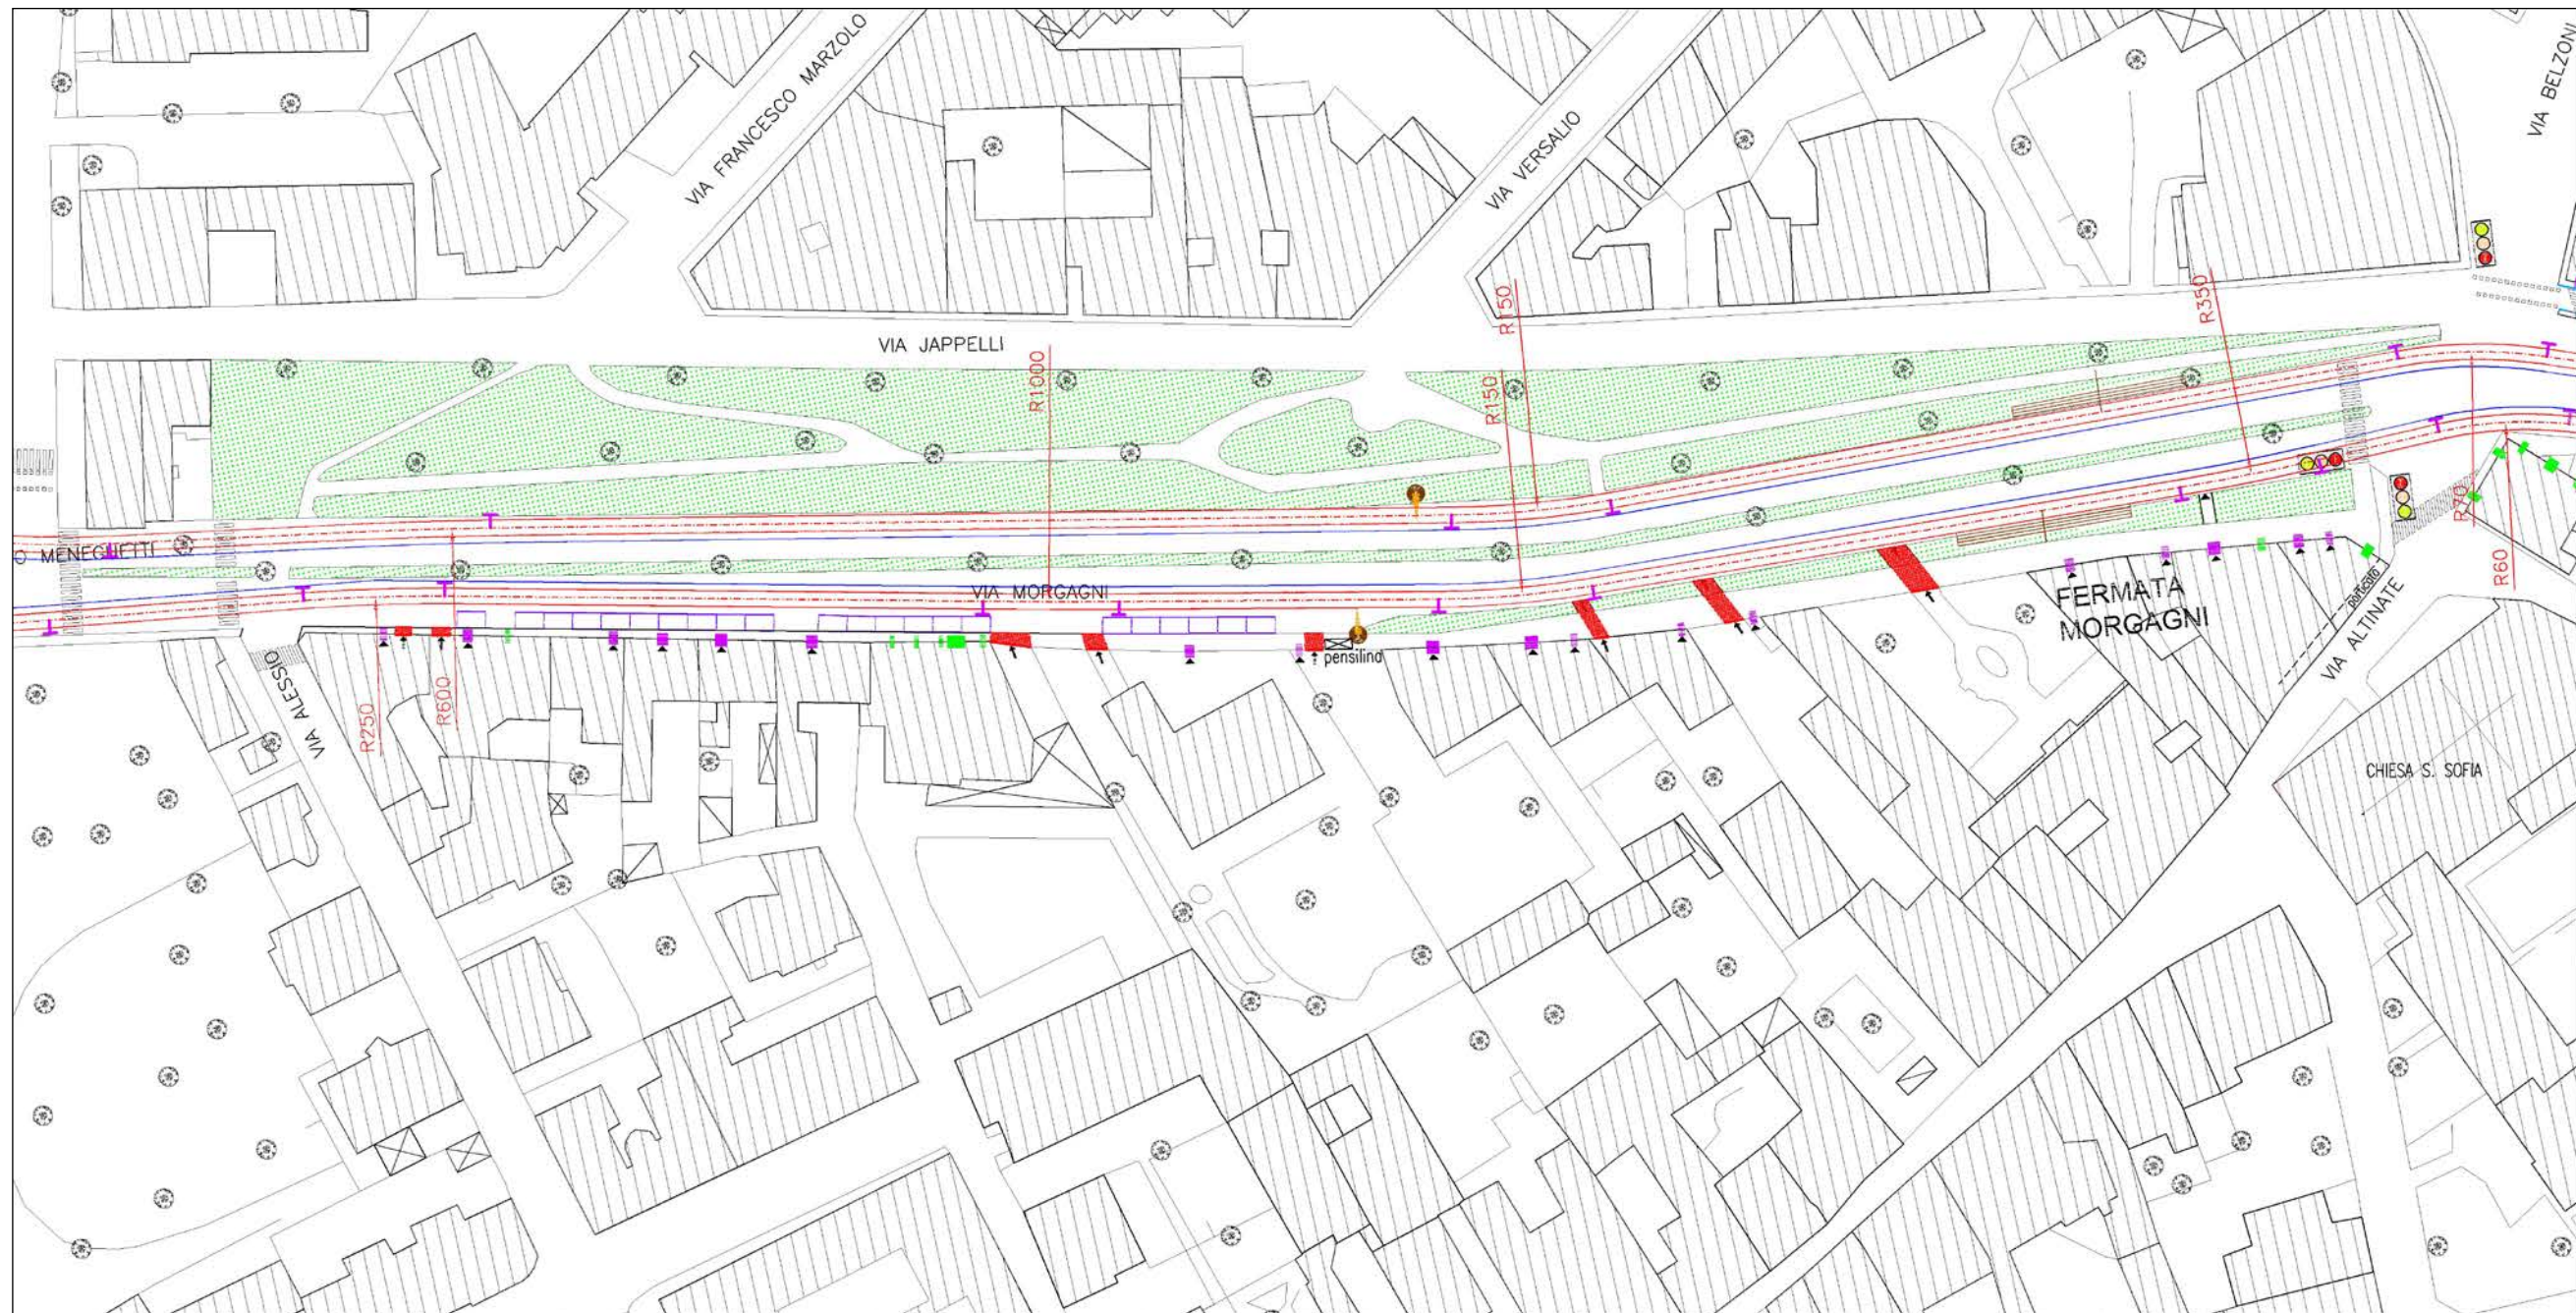 VIA FRANCESCO MARZOLO
VIA VERSALIO
VIA BELZONI
R150
R350
VIA JAPPELLI
R1000
R150
O MENEGHETTI
VIA MORGAGNI
R70
R60
FERMATA
MORGAGNI
portocato
VIA ALTINATE
pensilina
VIA ALESSIO
R250
R600
CHIESA S. SOFIA